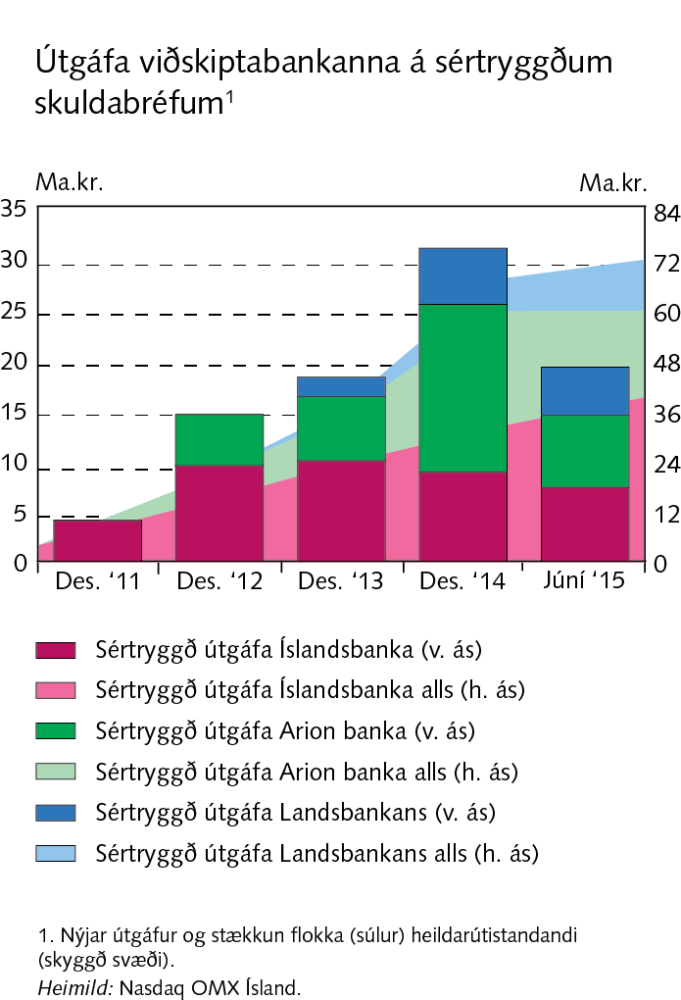 Útgáfa viðskiptabankanna á sértryggðum
skuldabréfum1
Ma.kr. Ma.kr.
35 84
30 72
25 60
20 48
15 36
10 24
5 12
0 0
Des. ‘11 Des. ‘12 Des. ‘13 Des. ‘14 Júní ‘15
Sértryggð útgáfa Íslandsbanka (v. ás)
Sértryggð útgáfa Íslandsbanka alls (h. ás)
Sértryggð útgáfa Arion banka (v. ás)
Sértryggð útgáfa Arion banka alls (h. ás)
Sértryggð útgáfa Landsbankans (v. ás)
Sértryggð útgáfa Landsbankans alls (h. ás)
1. Nýjar útgáfur og stækkun flokka (súlur) heildarútistandandi
(skyggð svæði).
Heimild: Nasdaq OMX Ísland.